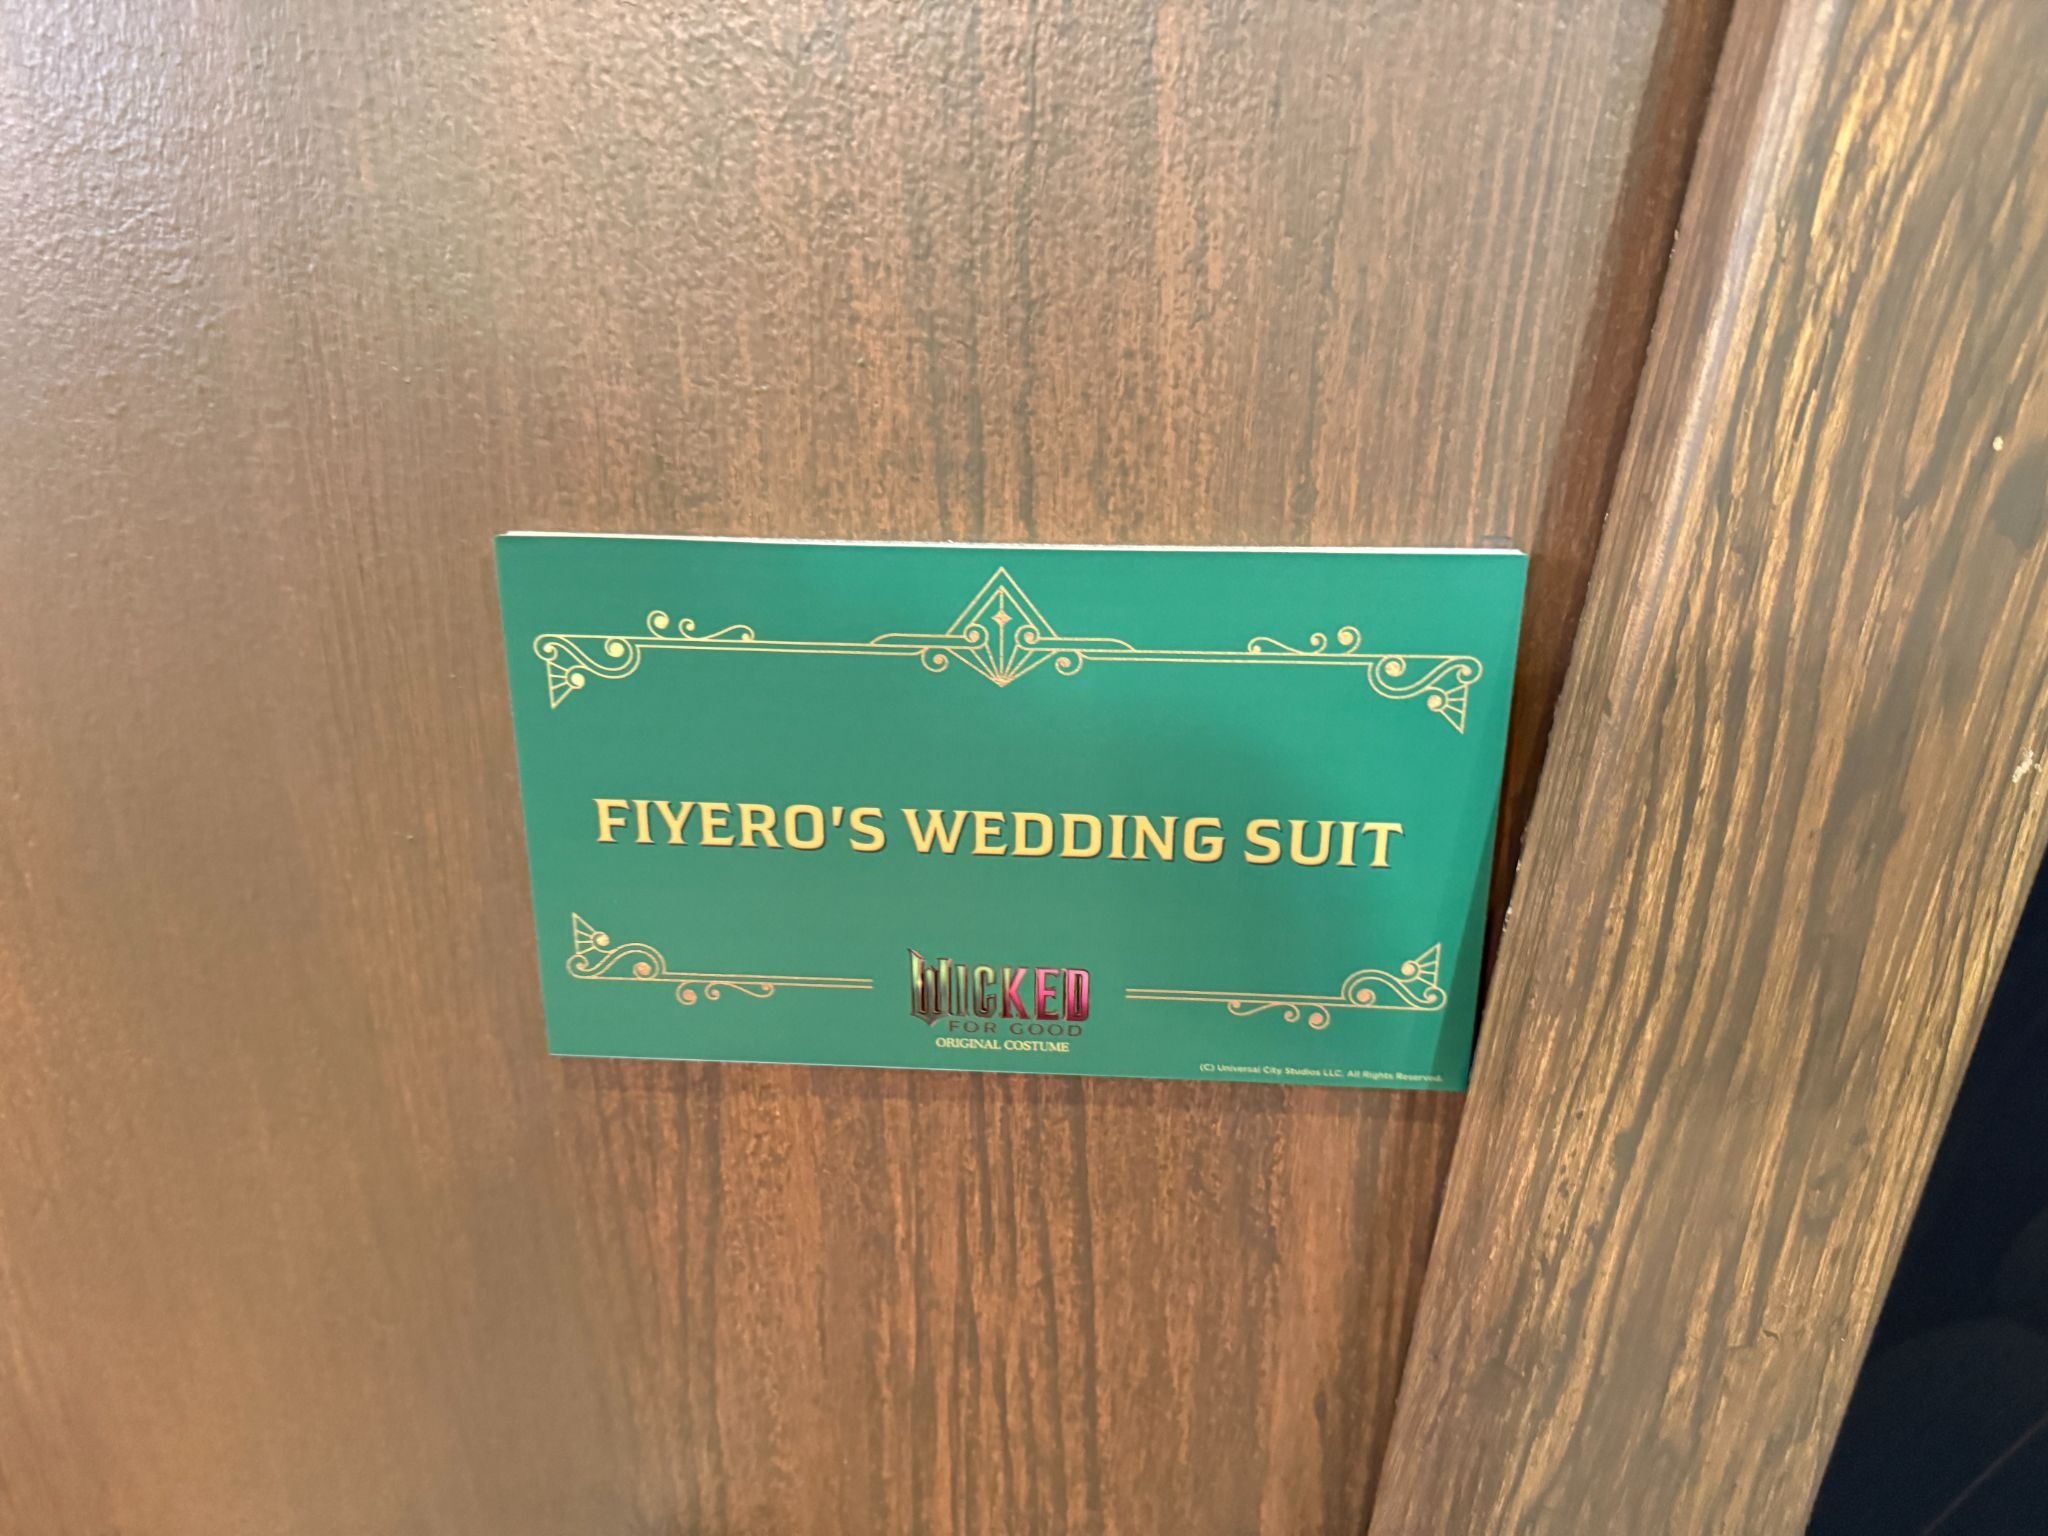 FIYERO'S WEDDING SUIT
WICKED
FOR GOOD
ORIGINAL COSTUME
(C) Universal City Studios LLC. All Rights Reserved.